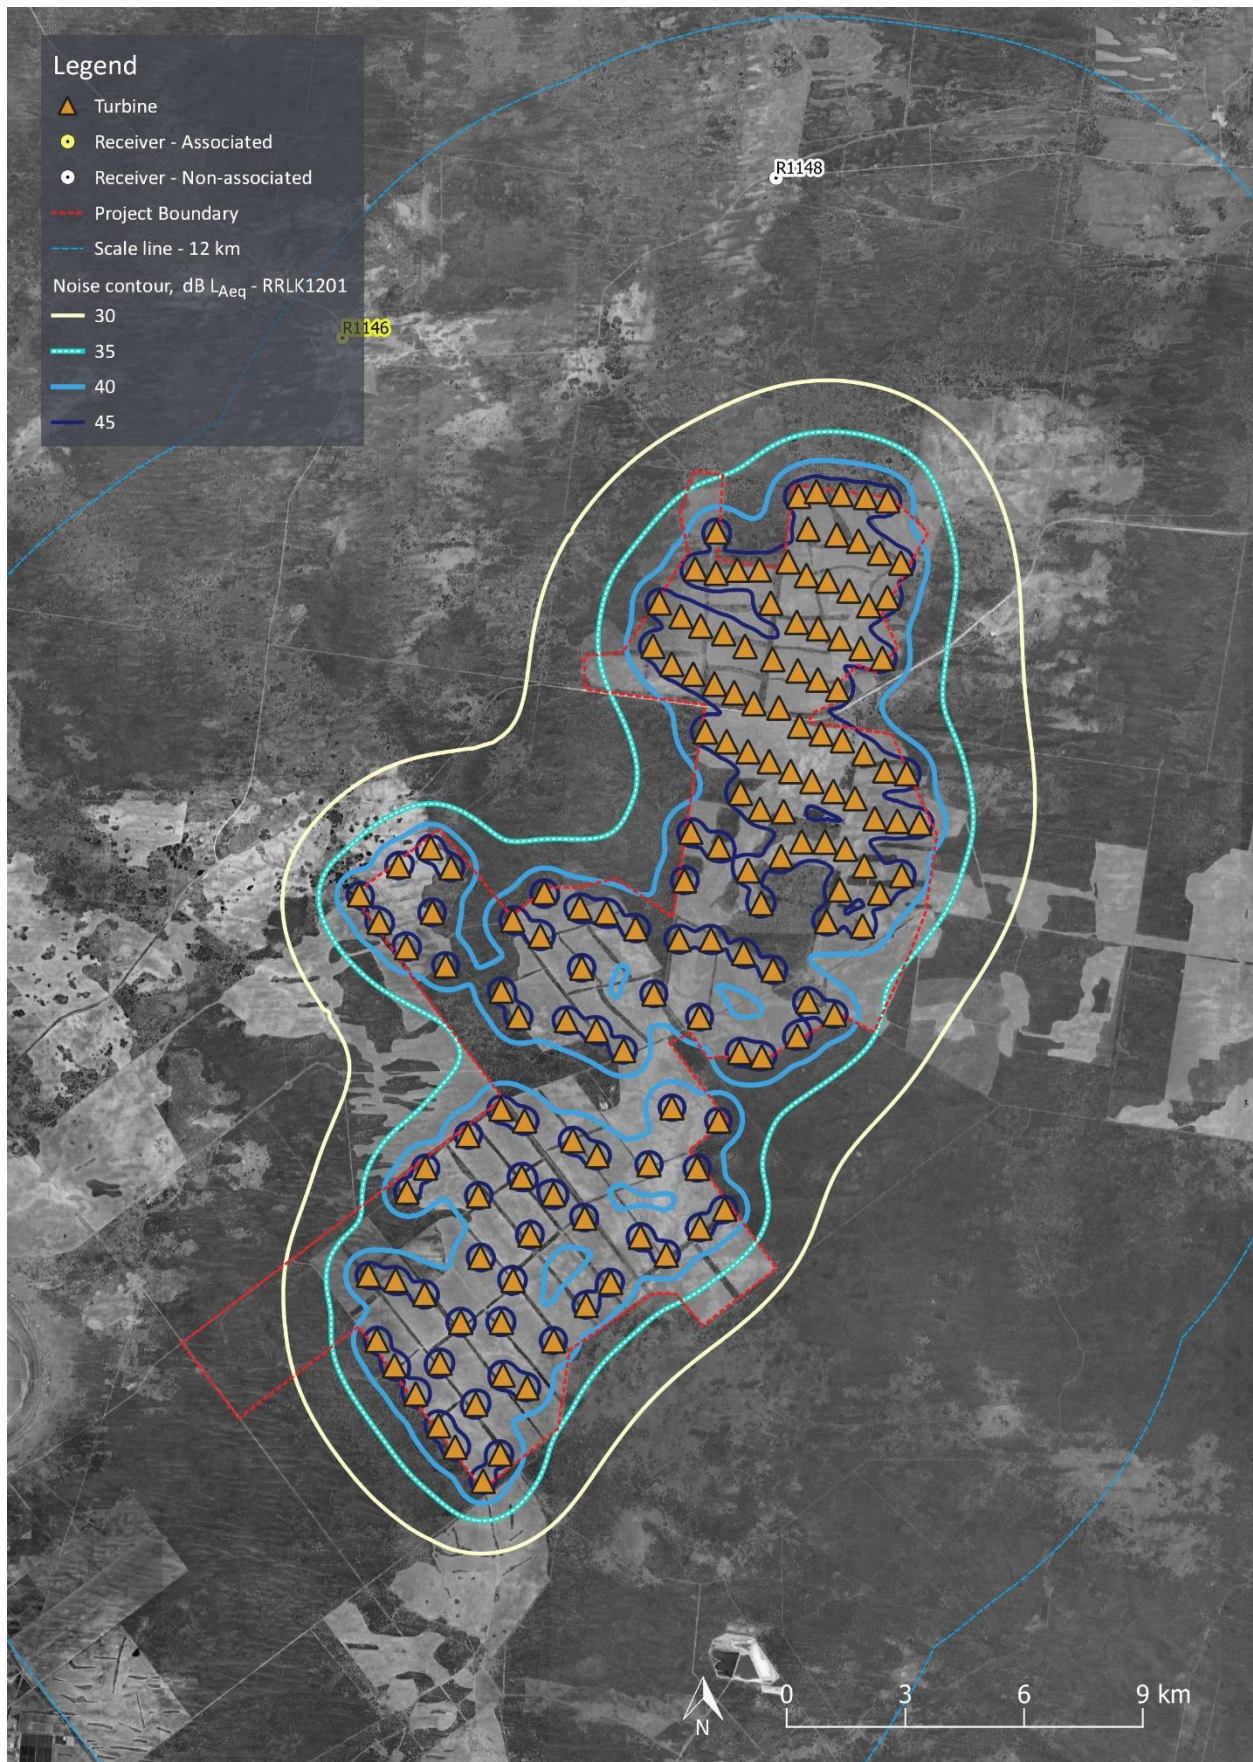 Legend
Turbine
Receiver - Associated
Receiver - Non-associated
Project Boundary
Scale line - 12 km
Noise contour, dB LAeq - RRLK1201
30
35
40
45
R1148
R1146
0 3 6 9 km
N